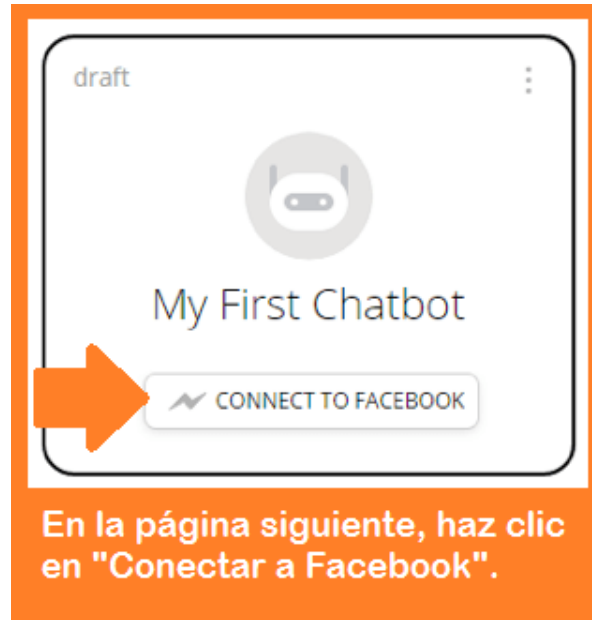 draft
My First Chatbot
CONNECT TO FACEBOOK
En la página siguiente, haz clic
en "Conectar a Facebook".